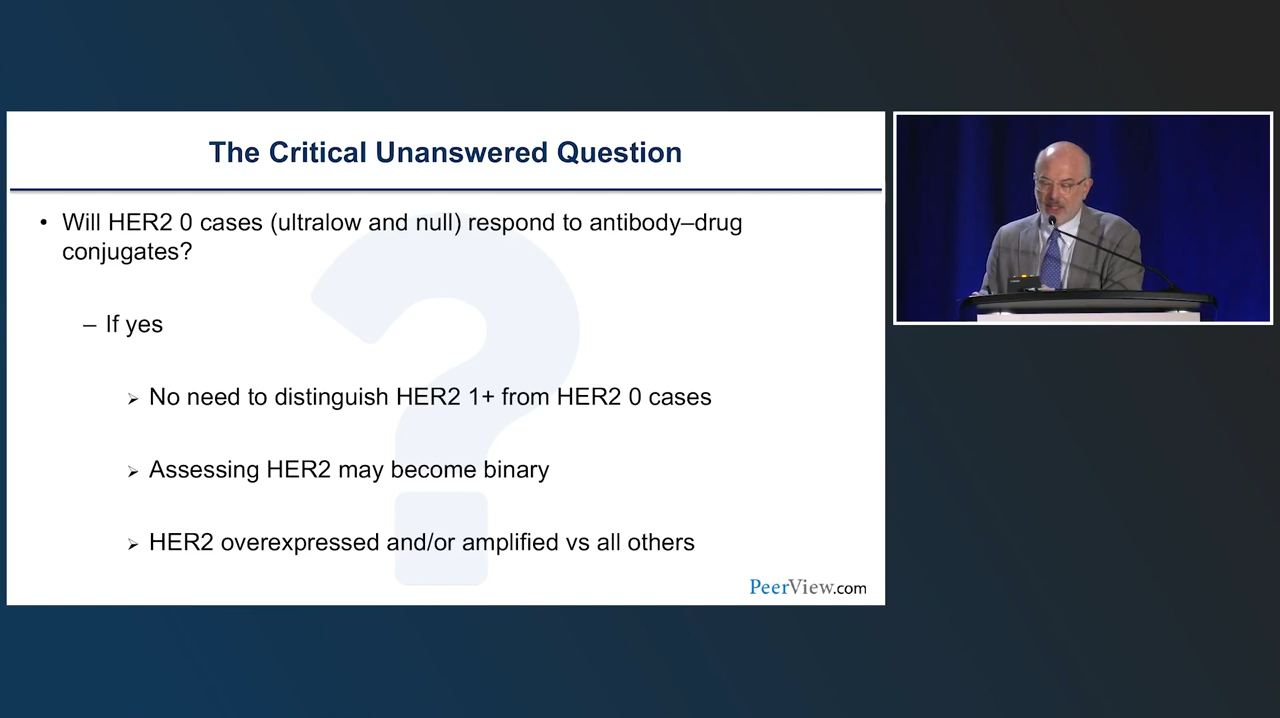 The Critical Unanswered Question
• Will HER2 0 cases (ultralow and null) respond to antibody–drug
conjugates?
– If yes
➢ No need to distinguish HER2 1+ from HER2 0 cases
➢ Assessing HER2 may become binary
➢ HER2 overexpressed and/or amplified vs all others
PeerView.com